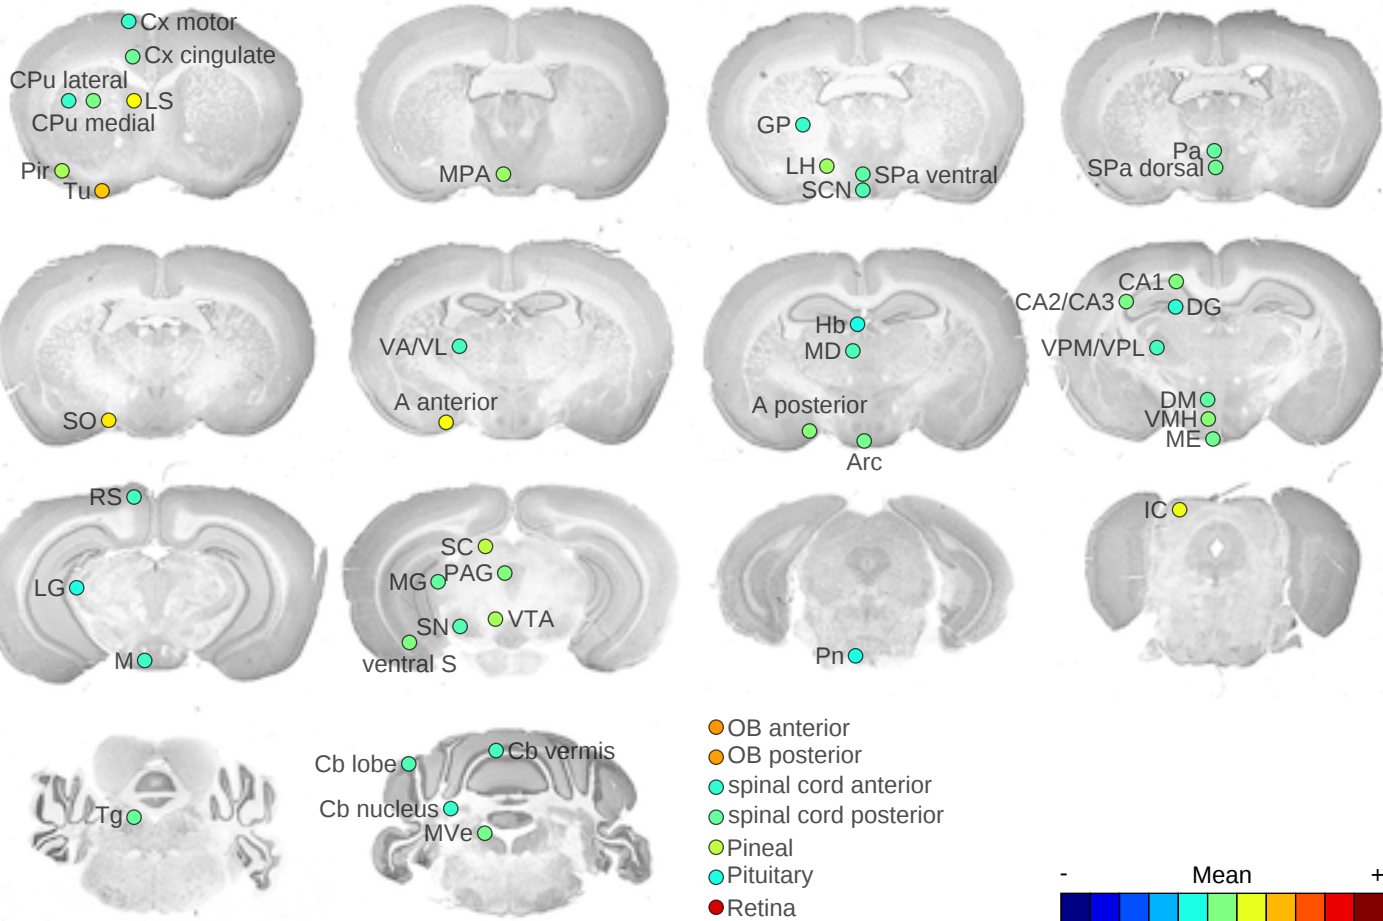 Cx motor
Cx cingulate
CPu lateral
LS
CPu medial
Pir
Tu
MPA
GP
LH
SPa ventral
SCN
Pa
SPa dorsal
SO
VA/VL
A anterior
Hb
MD
A posterior
Arc
CA1
CA2/CA3
DG
VPM/VPL
DM
VMH
ME
RS
LG
M
SC
MG
PAG
SN
VTA
ventral S
Pn
IC
Tg
Cb lobe
Cb vermis
Cb nucleus
MVe
OB anterior
OB posterior
spinal cord anterior
spinal cord posterior
Pineal
Pituitary
Retina
- Mean +